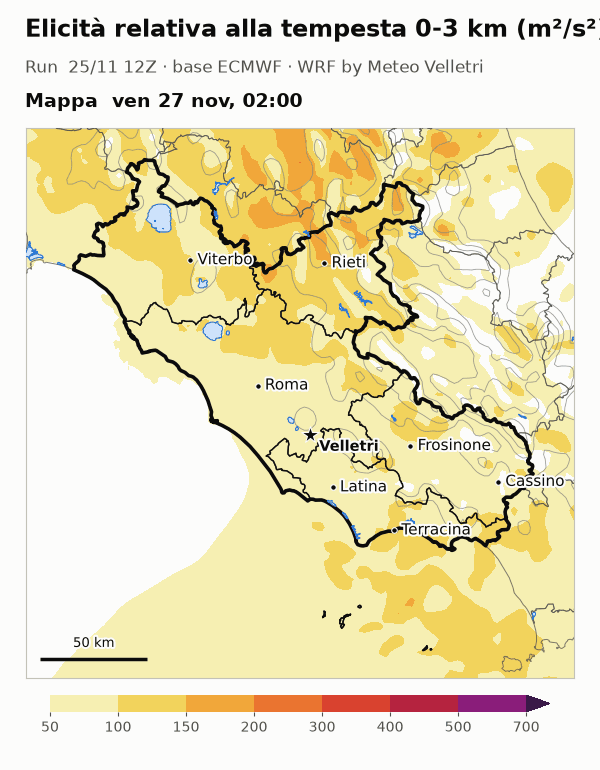 Elicità relativa alla tempesta 0-3 km (m²/s²)
Run 25/11 12Z · base ECMWF · WRF by Meteo Velletri
Mappa ven 27 nov, 02:00
Viterbo
Rieti
Roma
Velletri
Frosinone
Latina
Cassino
Terracina
50 km
50 100 150 200 300 400 500 700